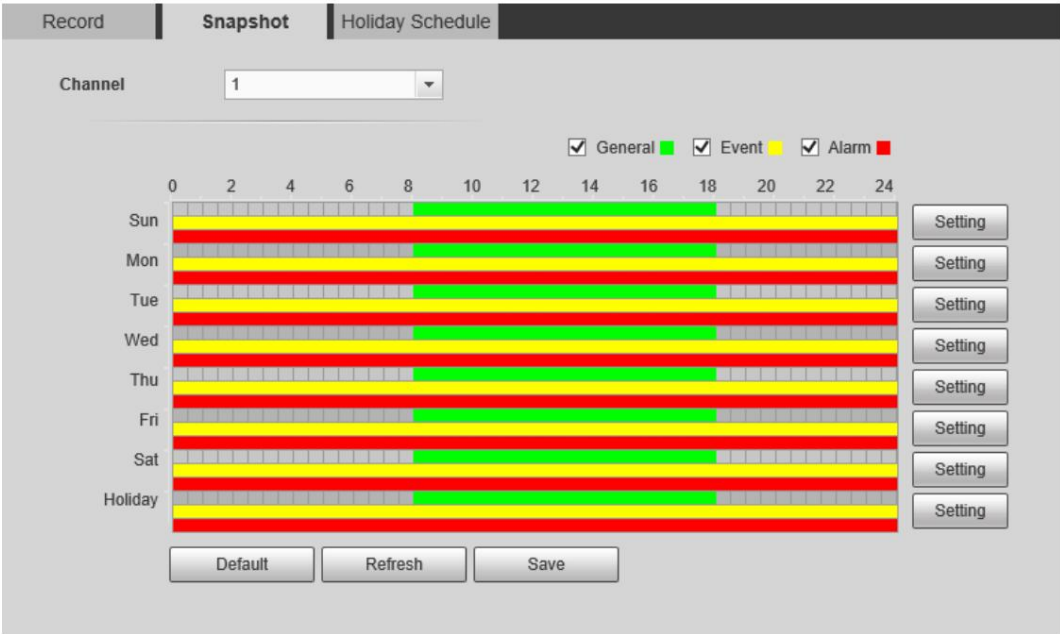 Record Snapshot Holiday Schedule
Channel 1
General Event Alarm
0 2 4 6 8 10 12 14 16 18 20 22 24
Sun Setting
Mon Setting
Tue Setting
Wed Setting
Thu Setting
Fri Setting
Sat Setting
Holiday Setting
Default Refresh Save